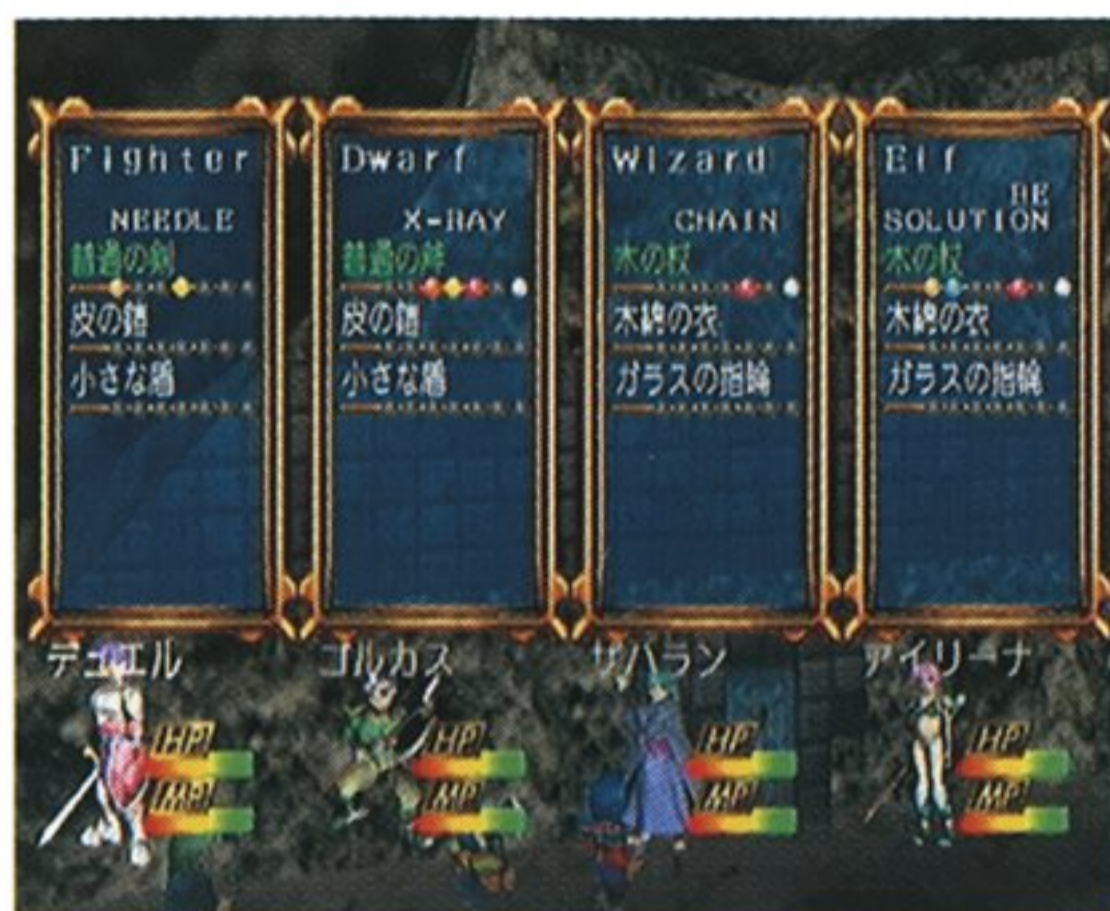 Fighter
NEEDLE
普通の剣
皮の鎧
小さな盾
Dwarf
X-RAY
普通の斧
皮の鎧
小さな盾
Wizard
CHAIN
木の杖
木綿の衣
ガラスの指輪
Elf
RE
SOLUTION
木の杖
木綿の衣
ガラスの指輪
デュエル
HP
MP
ゴルカス
HP
MP
ザバラン
HP
MP
アイリーナ
HP
MP